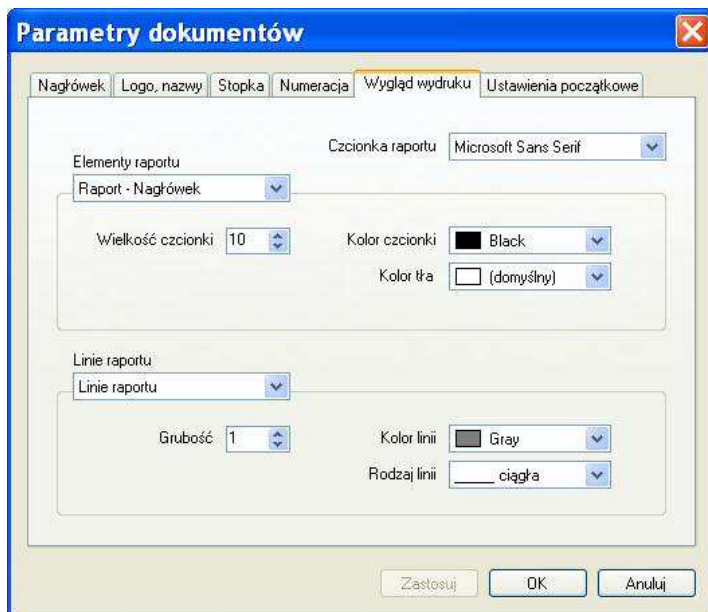 Parametry dokumentów
Nagłówek Logo, nazwy Stopka Numeracja Wygląd wydruku Ustawienia początkowe
Czcionka raportu Microsoft Sans Serif
Elementy raportu
Raport - Nagłówek
Wielkość czcionki 10 Kolor czcionki Black
Kolor tła (domyślny)
Linie raportu
Linie raportu
Grubość 1 Kolor linii Gray
Rodzaj linii ciągła
Zastosuj OK Anuluj